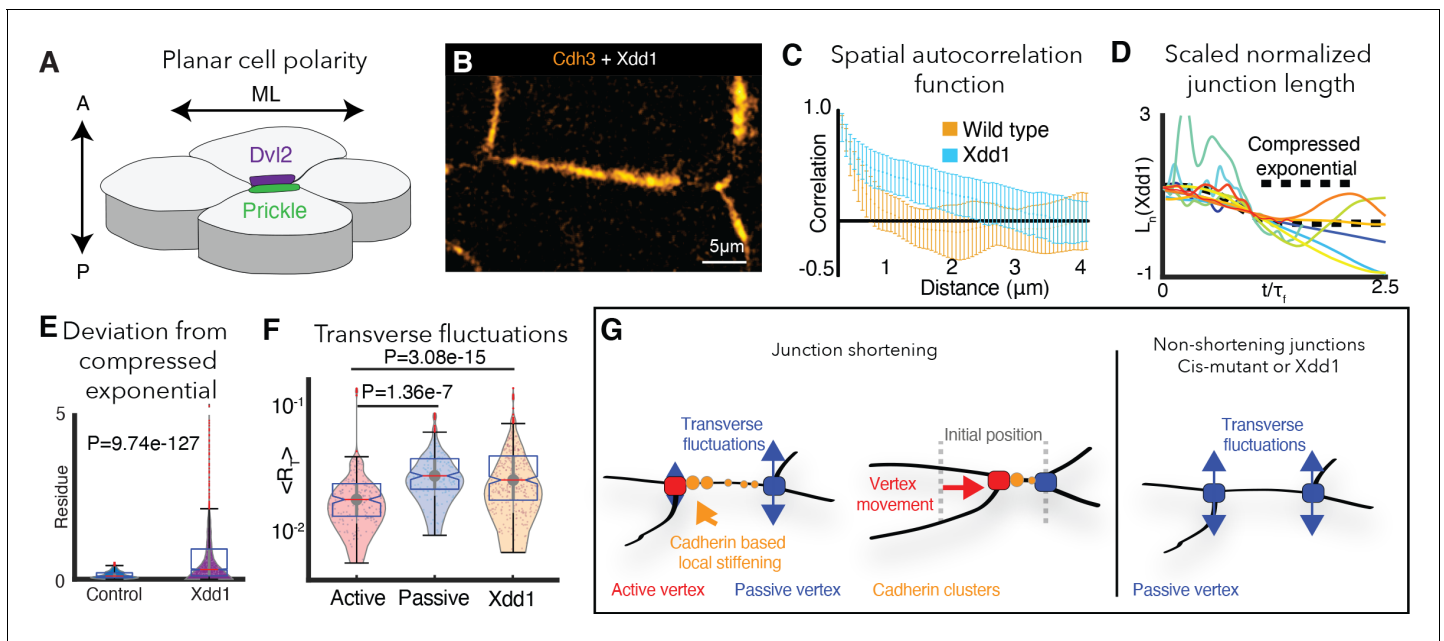 A
Planar cell polarity
ML
A
P
Dvl2
Prickle
B
Cdh3 + Xdd1
5μm
C
Spatial autocorrelation
function
1.0
Correlation
-0.5
Wild type
Xdd1
1 2 3 4
Distance (μm)
D
Scaled normalized
junction length
3
Ln(Xdd1)
-1
Compressed
exponential
0 2.5
t/τf
E
Deviation from
compressed
exponential
5
Residue
0
P=9.74e-127
Control Xdd1
F
Transverse fluctuations
P=3.08e-15
P=1.36e-7
10-1
<RT>
10-2
Active Passive Xdd1
G
Junction shortening
Transverse
fluctuations
Cadherin based
local stiffening
Initial position
Vertex
movement
Active vertex Passive vertex Cadherin clusters
Non-shortening junctions
Cis-mutant or Xdd1
Transverse
fluctuations
Passive vertex